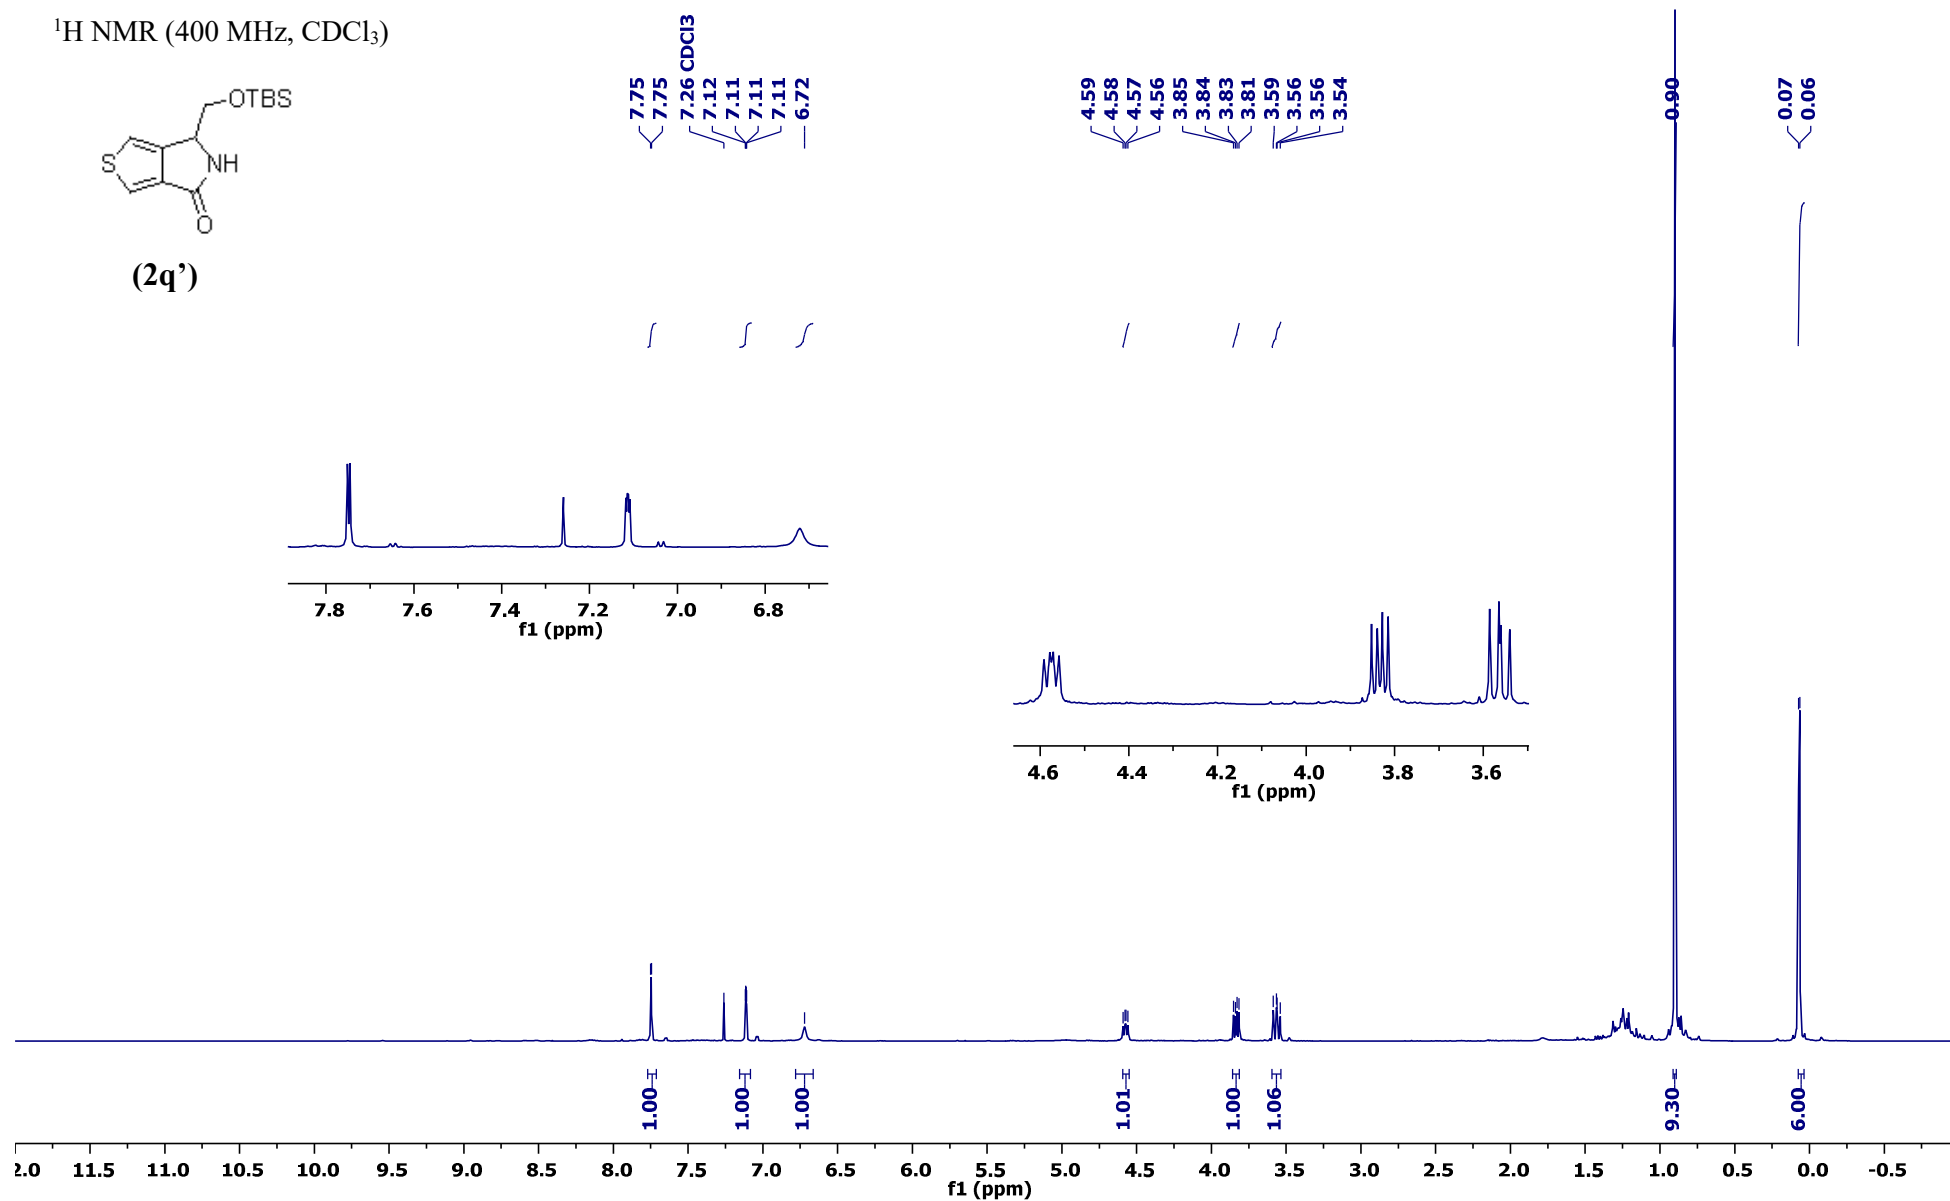 ¹H NMR (400 MHz, CDCl₃)
OTBS
S
NH
O
(2q’)
7.75
7.75
7.26 CDCl3
7.12
7.11
7.11
7.11
6.72
4.59
4.58
4.57
4.56
3.85
3.84
3.83
3.81
3.59
3.56
3.56
3.54
0.90
0.07
0.06
7.8 7.6 7.4 7.2 7.0 6.8
f1 (ppm)
4.6 4.4 4.2 4.0 3.8 3.6
f1 (ppm)
1.00
1.00
1.00
1.01
1.00
1.06
9.30
6.00
2.0 11.5 11.0 10.5 10.0 9.5 9.0 8.5 8.0 7.5 7.0 6.5 6.0 5.5 5.0 4.5 4.0 3.5 3.0 2.5 2.0 1.5 1.0 0.5 0.0 -0.5
f1 (ppm)